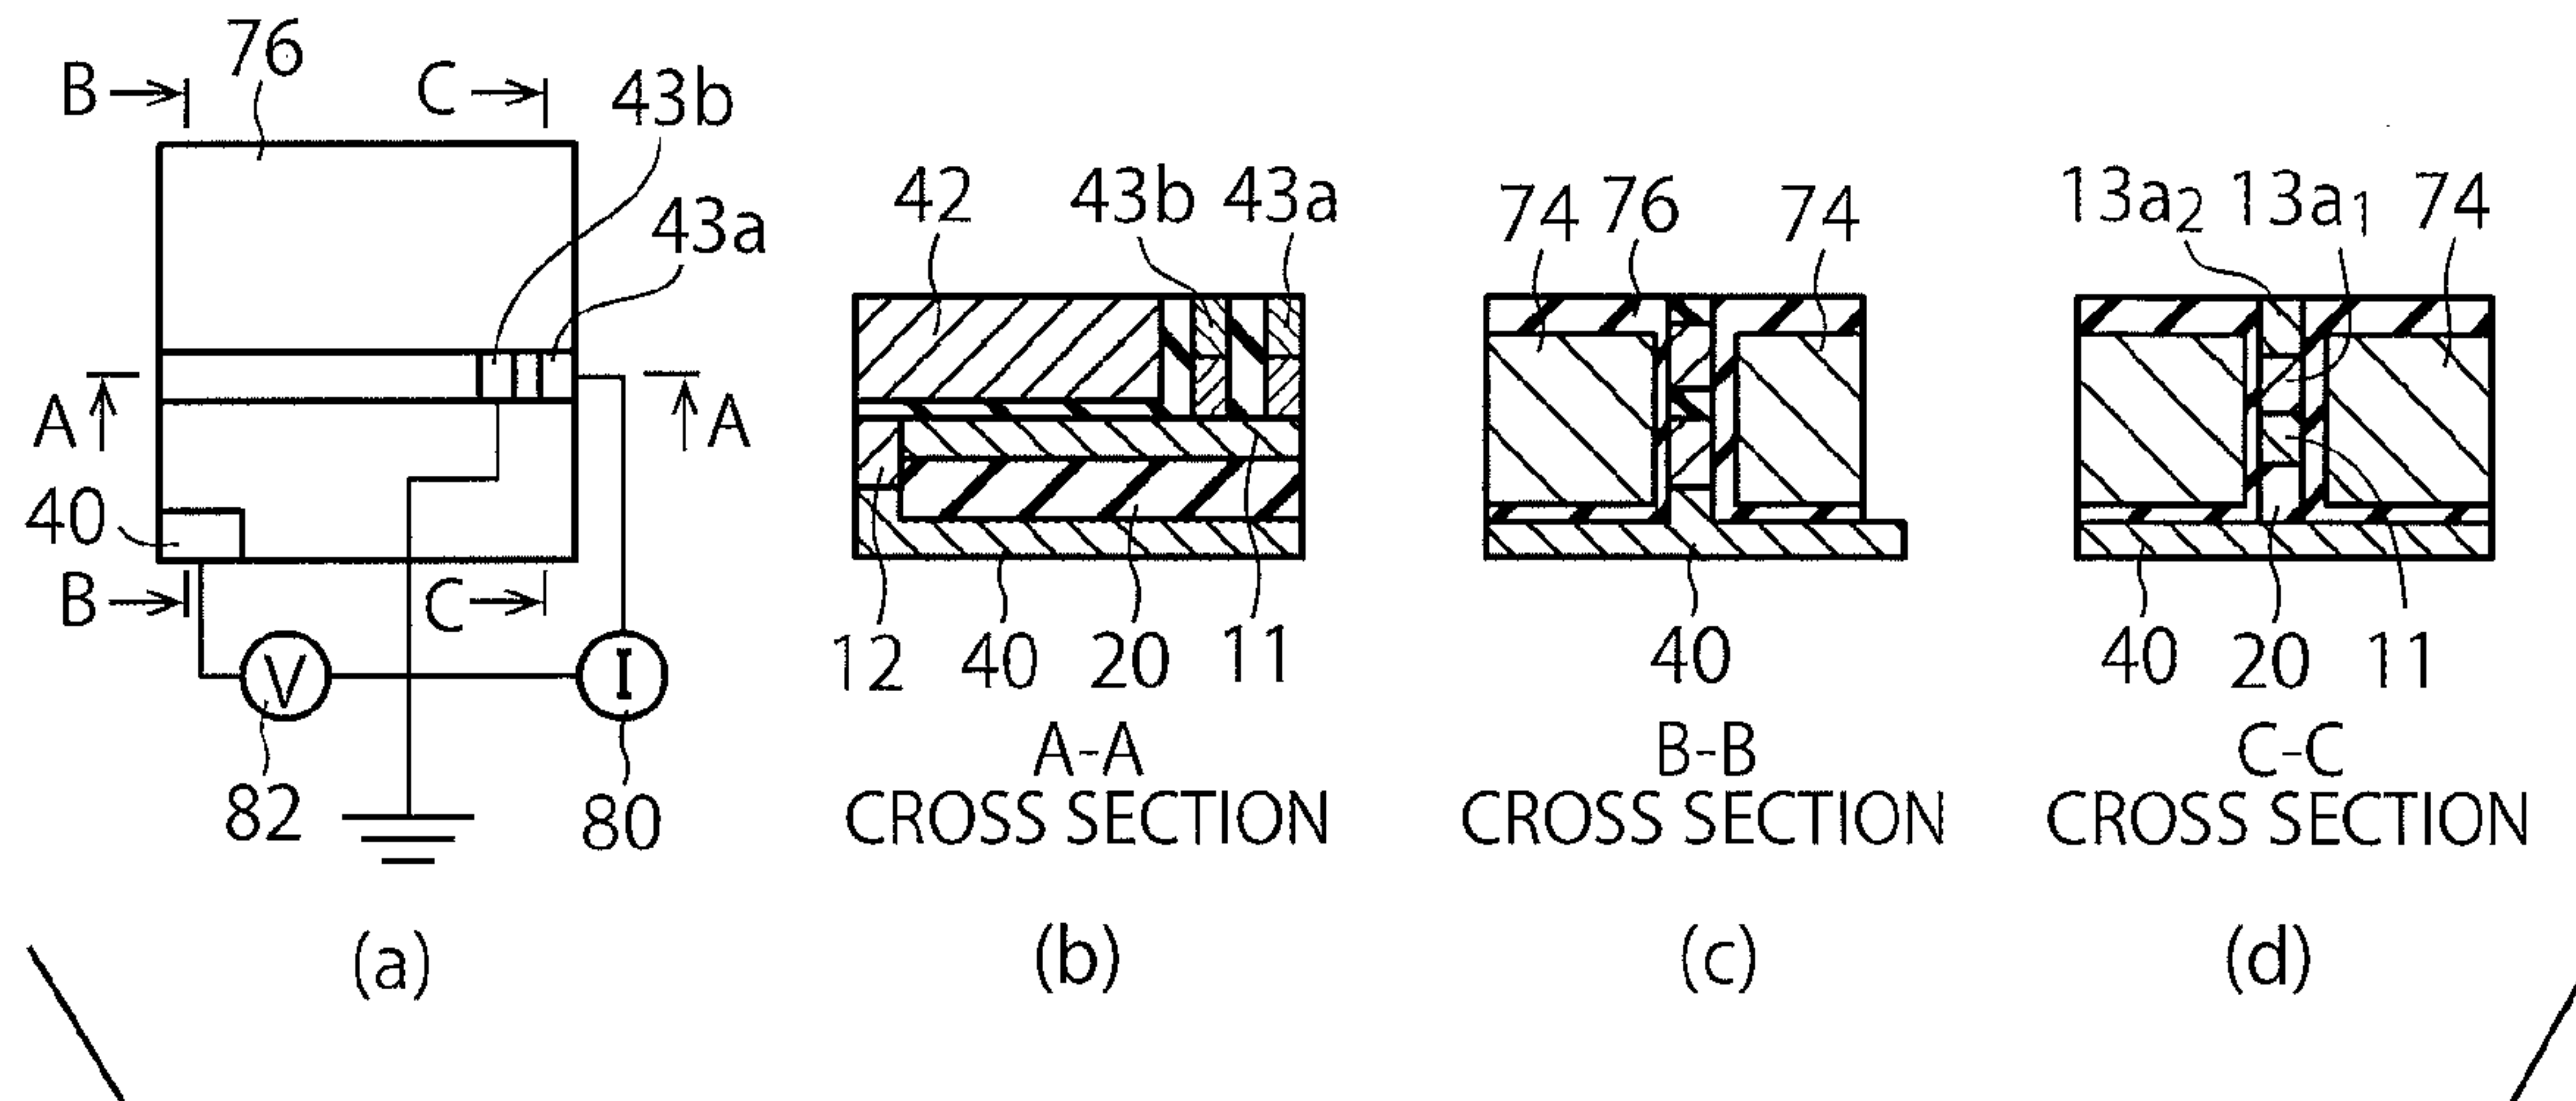 76
B
C
43b
43a
A
A
40
B
C
V
I
82
80
(a)
42
43b
43a
12
40
20
11
A-A
CROSS SECTION
(b)
74
76
74
40
B-B
CROSS SECTION
(c)
13a2
13a1
74
40
20
11
C-C
CROSS SECTION
(d)